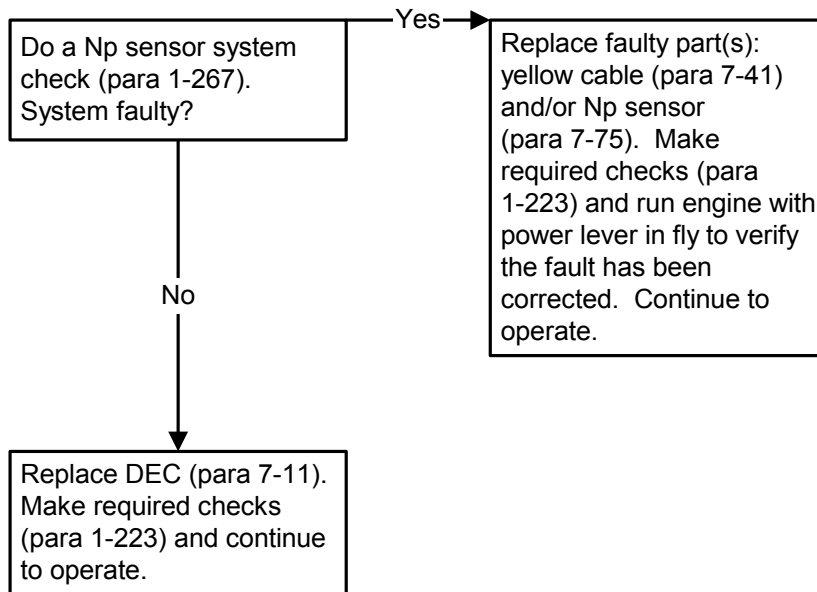 Do a Np sensor system
check (para 1-267).
System faulty?
Yes
Replace faulty part(s):
yellow cable (para 7-41)
and/or Np sensor
(para 7-75).  Make
required checks (para
1-223) and run engine with
power lever in fly to verify
the fault has been
corrected.  Continue to
operate.
No
Replace DEC (para 7-11).
Make required checks
(para 1-223) and continue
to operate.